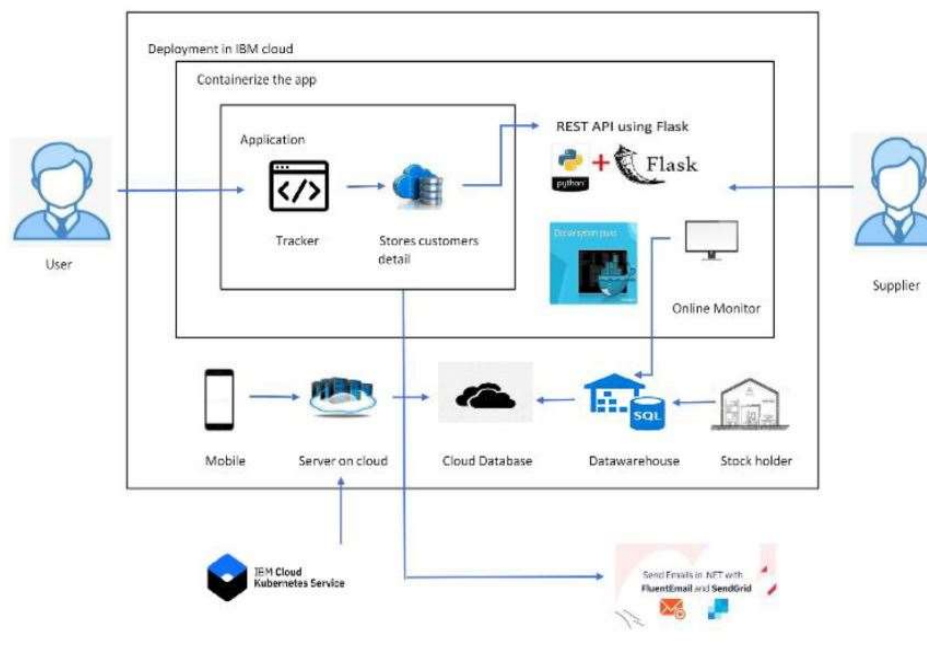 Deployment in IBM cloud
Containerize the app
Application
REST API using Flask
python
Flask
Tracker
Stores customers
detail
Online Monitor
User
Supplier
SQL
Mobile
Server on cloud
Cloud Database
Datawarehouse
Stock holder
IBM Cloud
Kubernetes Service
Send Emails in .NET with
FluentEmail and SendGrid